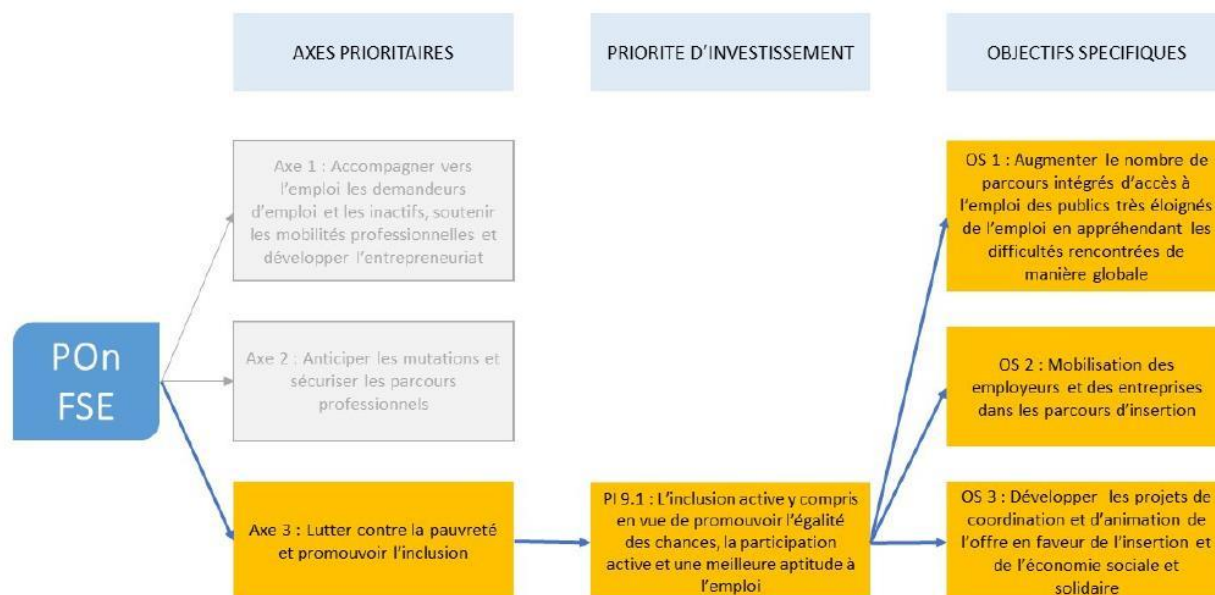 AXES PRIORITAIRES
PRIORITE D'INVESTISSEMENT
OBJECTIFS SPECIFIQUES
Axe 1 : Accompagner vers
l'emploi les demandeurs
d'emploi et les inactifs, soutenir
les mobilités professionnelles et
développer l'entrepreneuriat
OS 1 : Augmenter le nombre de
parcours intégrés d'accès à
l'emploi des publics très éloignés
de l'emploi en appréhendant les
difficultés rencontrées de
manière globale
POn
FSE
Axe 2 : Anticiper les mutations et
sécuriser les parcours
professionnels
OS 2 : Mobilisation des
employeurs et des entreprises
dans les parcours d'insertion
Axe 3 : Lutter contre la pauvreté
et promouvoir l'inclusion
PI 9.1 : L'inclusion active y compris
en vue de promouvoir l'égalité
des chances, la participation
active et une meilleure aptitude à
l'emploi
OS 3 : Développer les projets de
coordination et d'animation de
l'offre en faveur de l'insertion et
de l'économie sociale et
solidaire